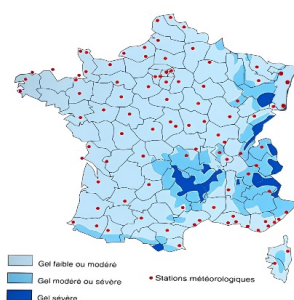 Gel faible ou modéré
Gel modéré ou sévère
Stations météorologiques
Gel sévère